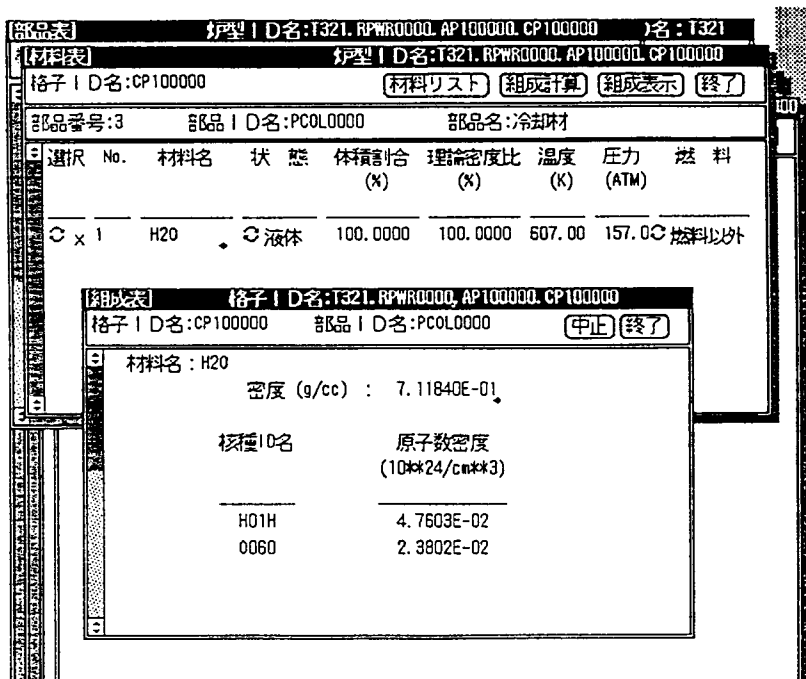 [部品表] 炉型ID名:T321.RPWR0000.AP100000.CP100000 )名:T321
[材料表] 炉型ID名:T321.RPWR0000.AP100000.CP100000
格子ID名:CP100000 材料リスト 組成計算 組成表示 終了
部品番号:3 部品ID名:PCOL0000 部品名:冷却材
選択 No. 材料名 状 態 体積割合 理論密度比 温度 圧力 燃 料
(%) (%) (K) (ATM)
x 1 H20 液体 100.0000 100.0000 607.00 157.0 燃料以外
[組成表] 格子ID名:T321.RPWR0000,AP100000.CP100000
格子ID名:CP100000 部品ID名:PCOL0000 中止 終了
材料名:H20
密度 (g/cc) : 7.11840E-01
核種ID名 原子数密度
(10**24/cm**3)
H01H 4.7603E-02
0060 2.3802E-02